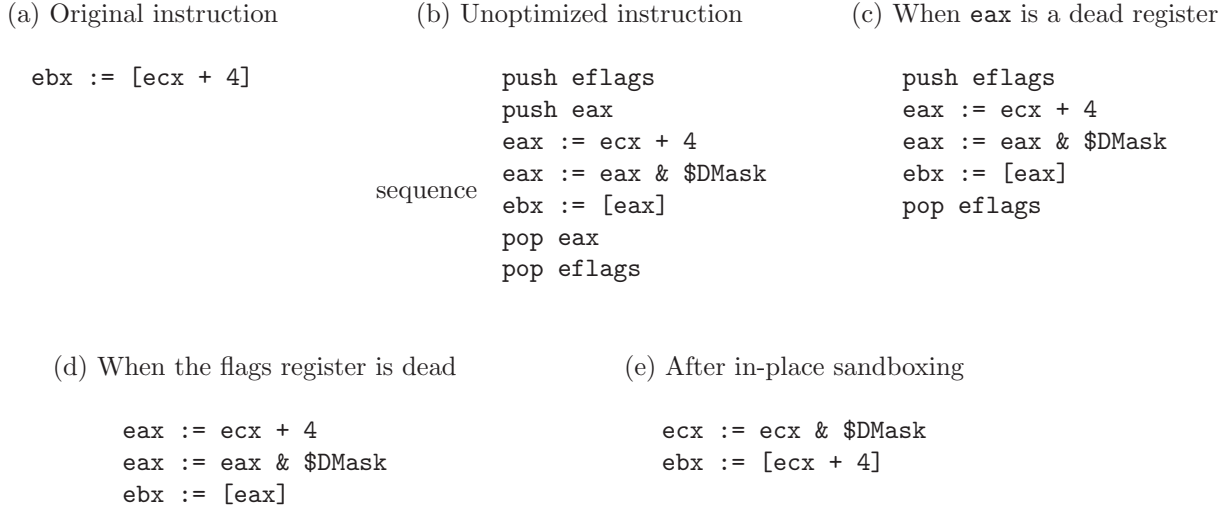 (a) Original instruction
ebx := [ecx + 4]
(b) Unoptimized instruction
sequence
push eflags
push eax
eax := ecx + 4
eax := eax & $DMask
ebx := [eax]
pop eax
pop eflags
(c) When eax is a dead register
push eflags
eax := ecx + 4
eax := eax & $DMask
ebx := [eax]
pop eflags
(d) When the flags register is dead
eax := ecx + 4
eax := eax & $DMask
ebx := [eax]
(e) After in-place sandboxing
ecx := ecx & $DMask
ebx := [ecx + 4]